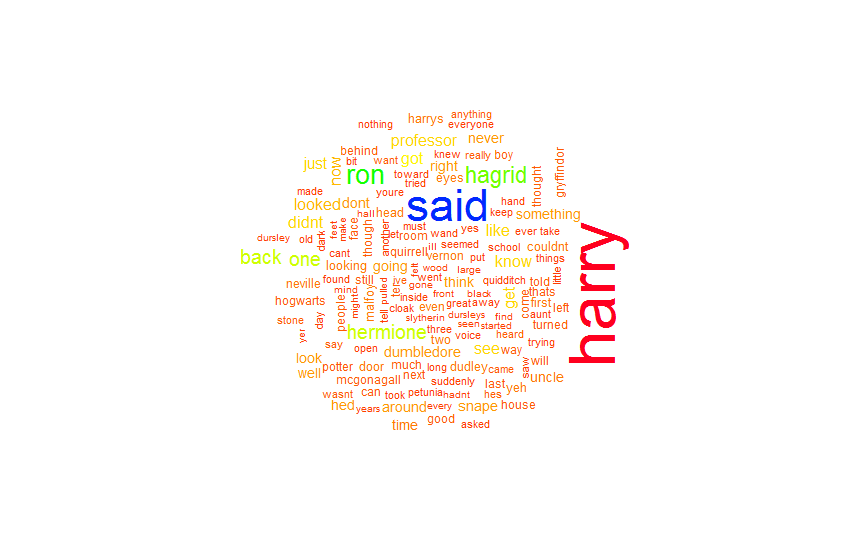 anything
nothing harrys everyone
professor never
behind knew really boy
just bit want got right
now ron toward eyes hagrid thought gryffindor
made youre tried
looked dont said hand
didnt hall head must keep something
dursley old dark feet make face though another let room wand yes like ever take
cant quirrell vernon ill seemed school couldnt
back one looking going felt wood put large know things
neville found still ive went think quidditch told little
mind gone inside front black get come thats
hogwarts people might malfoy ten pulled cloak even great away first left
stone day tell slytherin dursleys find aunt
yer hermione three seen started turned
say two voice heard trying
open dumbledore see way
look potter door much long dudley came saw will
well mcgonagall next suddenly last yeh uncle
wasnt can took petunia hadnt hes
hed years around every snape house
time good asked
harry